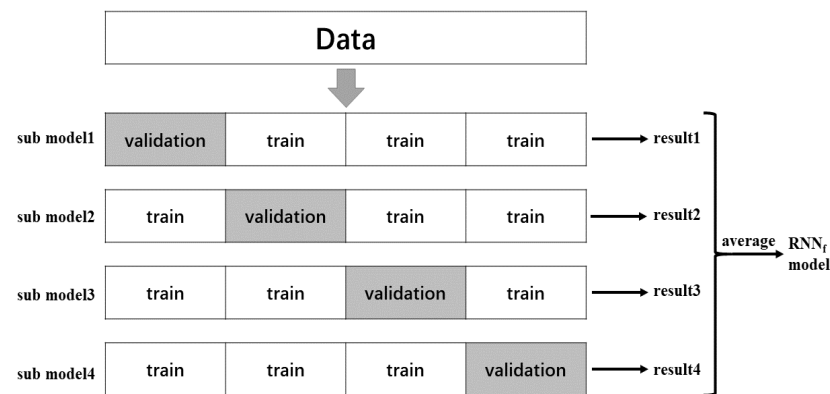 Data
sub model1 validation train train train result1
sub model2 train validation train train result2
average RNNf
model
sub model3 train train validation train result3
sub model4 train train train validation result4